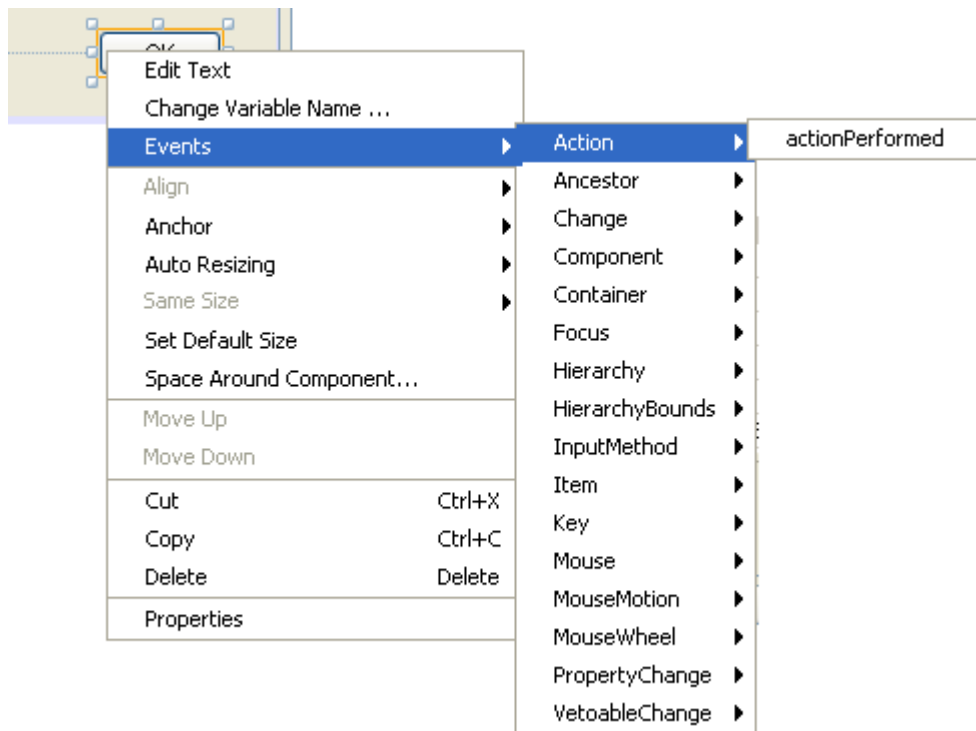 OK
Edit Text
Change Variable Name ...
Events
Align
Anchor
Auto Resizing
Same Size
Set Default Size
Space Around Component...
Move Up
Move Down
Cut Ctrl+X
Copy Ctrl+C
Delete Delete
Properties
Action
Ancestor
Change
Component
Container
Focus
Hierarchy
HierarchyBounds
InputMethod
Item
Key
Mouse
MouseMotion
MouseWheel
PropertyChange
VetoableChange
actionPerformed